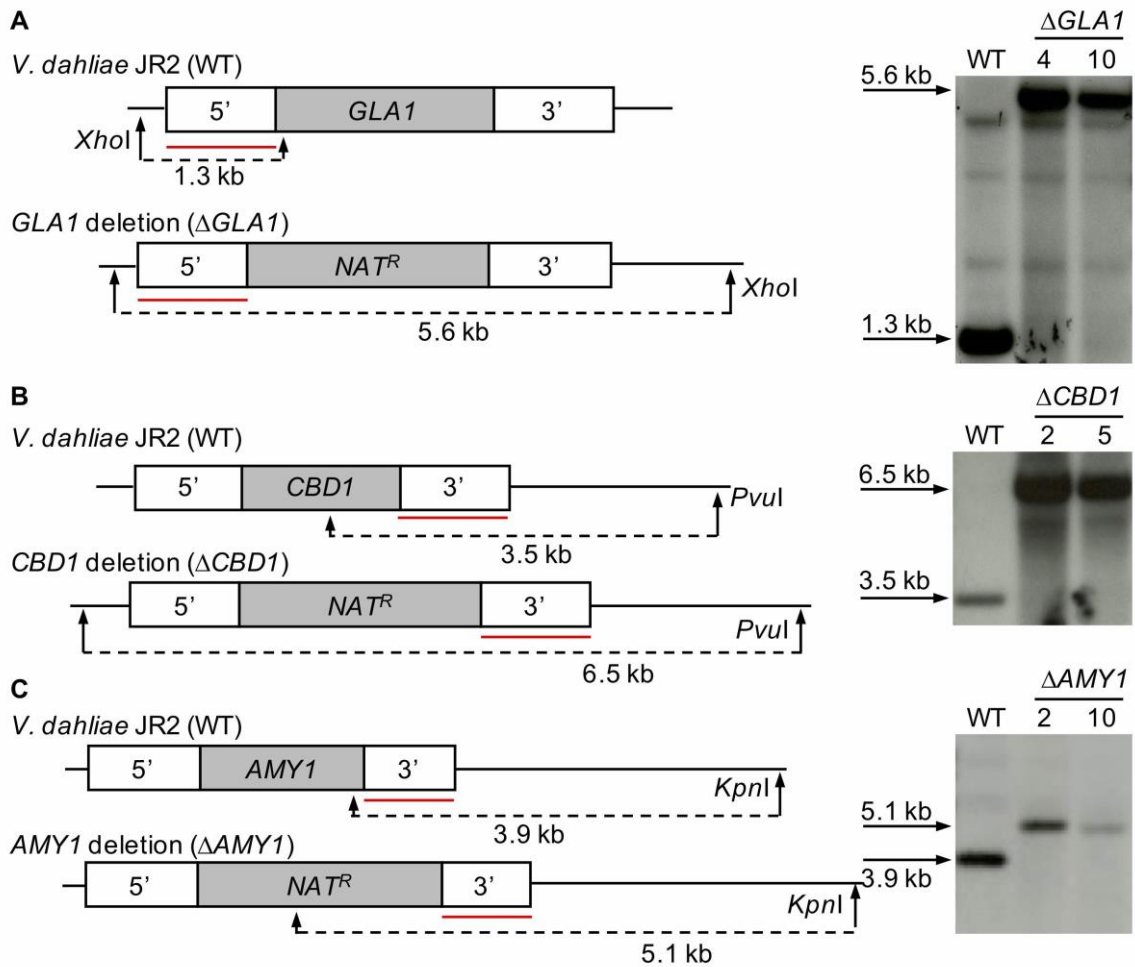 A
V. dahliae JR2 (WT)
5’ GLA1 3’
XhoI
1.3 kb
GLA1 deletion (ΔGLA1)
5’ NATᴿ 3’
XhoI
5.6 kb
ΔGLA1
WT 4 10
5.6 kb
1.3 kb
B
V. dahliae JR2 (WT)
5’ CBD1 3’
PvuI
3.5 kb
CBD1 deletion (ΔCBD1)
5’ NATᴿ 3’
PvuI
6.5 kb
ΔCBD1
WT 2 5
6.5 kb
3.5 kb
C
V. dahliae JR2 (WT)
5’ AMY1 3’
KpnI
3.9 kb
AMY1 deletion (ΔAMY1)
5’ NATᴿ 3’
KpnI
5.1 kb
ΔAMY1
WT 2 10
5.1 kb
3.9 kb